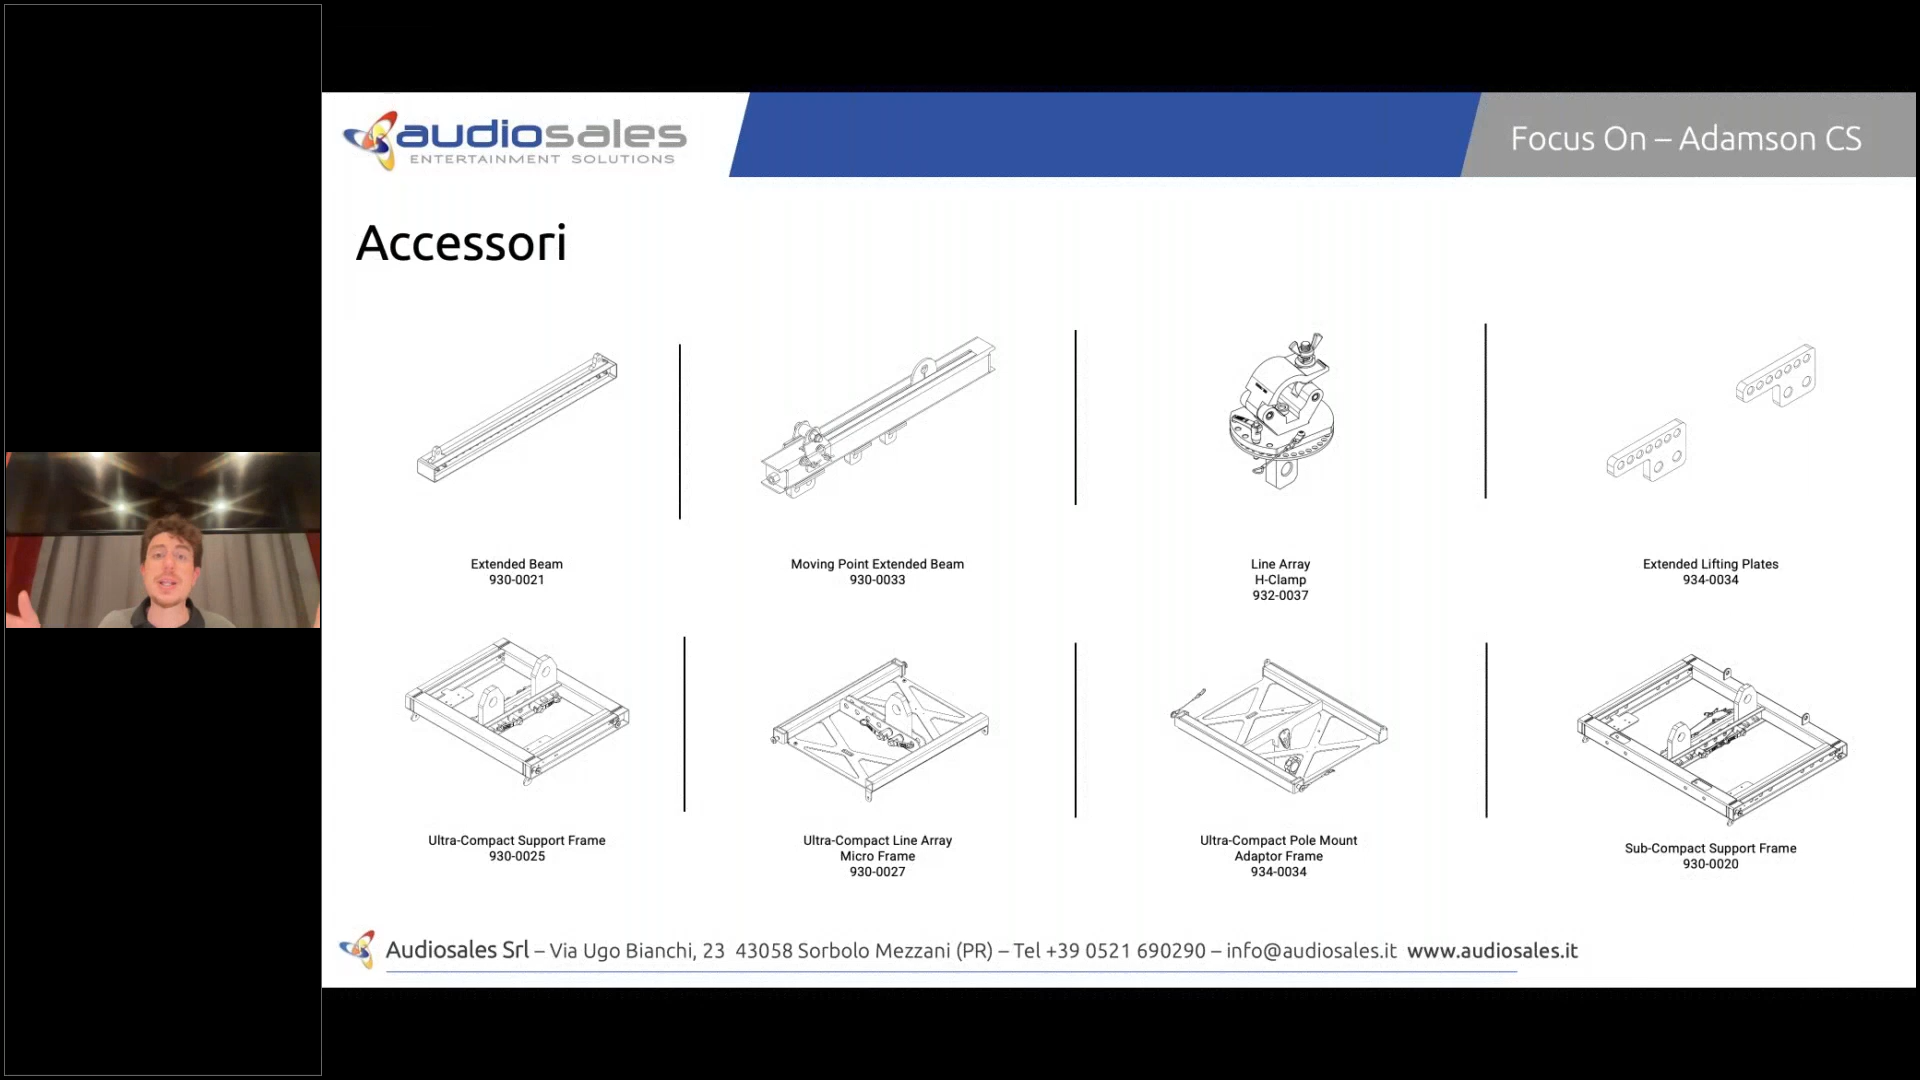 audiosales
ENTERTAINMENT SOLUTIONS
Focus On – Adamson CS
Accessori
Extended Beam
930-0021
Moving Point Extended Beam
930-0033
Line Array
H-Clamp
932-0037
Extended Lifting Plates
934-0034
Ultra-Compact Support Frame
930-0025
Ultra-Compact Line Array
Micro Frame
930-0027
Ultra-Compact Pole Mount
Adaptor Frame
934-0034
Sub-Compact Support Frame
930-0020
Audiosales Srl – Via Ugo Bianchi, 23 43058 Sorbolo Mezzani (PR) – Tel +39 0521 690290 – info@audiosales.it www.audiosales.it